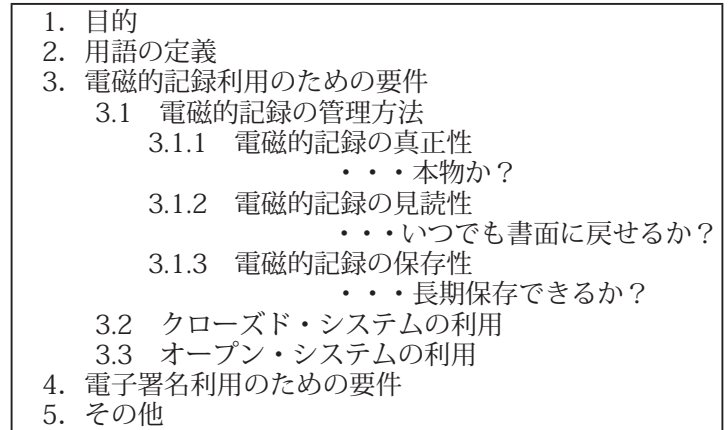 1. 目的
2. 用語の定義
3. 電磁的記録利用のための要件
3.1 電磁的記録の管理方法
3.1.1 電磁的記録の真正性
・・・本物か？
3.1.2 電磁的記録の見読性
・・・いつでも書面に戻せるか？
3.1.3 電磁的記録の保存性
・・・長期保存できるか？
3.2 クローズド・システムの利用
3.3 オープン・システムの利用
4. 電子署名利用のための要件
5. その他